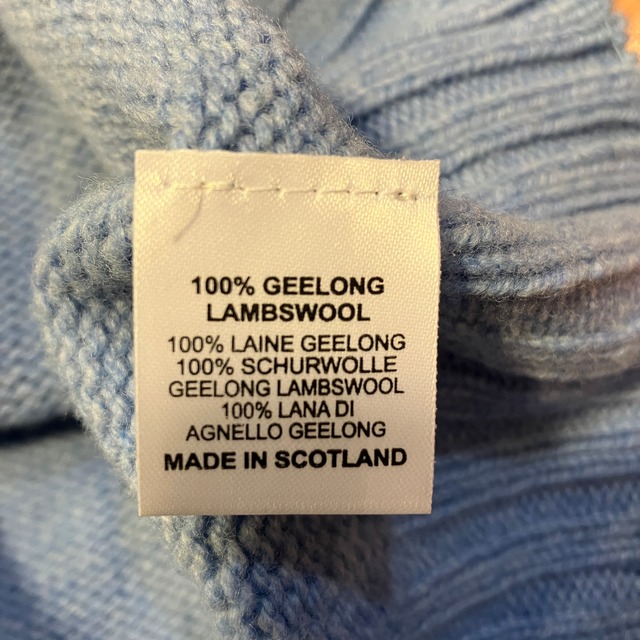 100% GEELONG
LAMBSWOOL
100% LAINE GEELONG
100% SCHURWOLLE
GEELONG LAMBSWOOL
100% LANA DI
AGNELLO GEELONG
MADE IN SCOTLAND